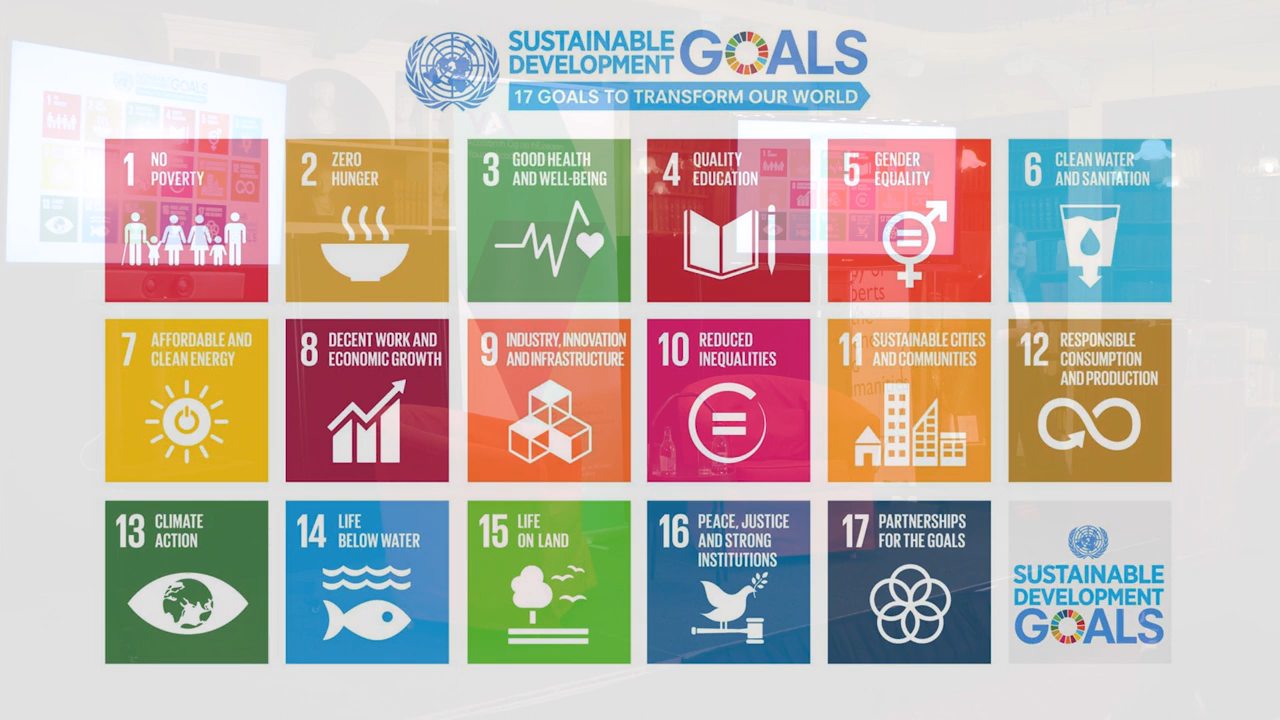 SUSTAINABLE
DEVELOPMENT
GOALS
17 GOALS TO TRANSFORM OUR WORLD
1 NO
POVERTY
2 ZERO
HUNGER
3 GOOD HEALTH
AND WELL-BEING
4 QUALITY
EDUCATION
5 GENDER
EQUALITY
6 CLEAN WATER
AND SANITATION
7 AFFORDABLE AND
CLEAN ENERGY
8 DECENT WORK AND
ECONOMIC GROWTH
9 INDUSTRY, INNOVATION
AND INFRASTRUCTURE
10 REDUCED
INEQUALITIES
11 SUSTAINABLE CITIES
AND COMMUNITIES
12 RESPONSIBLE
CONSUMPTION
AND PRODUCTION
13 CLIMATE
ACTION
14 LIFE
BELOW WATER
15 LIFE
ON LAND
16 PEACE, JUSTICE
AND STRONG
INSTITUTIONS
17 PARTNERSHIPS
FOR THE GOALS
SUSTAINABLE
DEVELOPMENT
GOALS